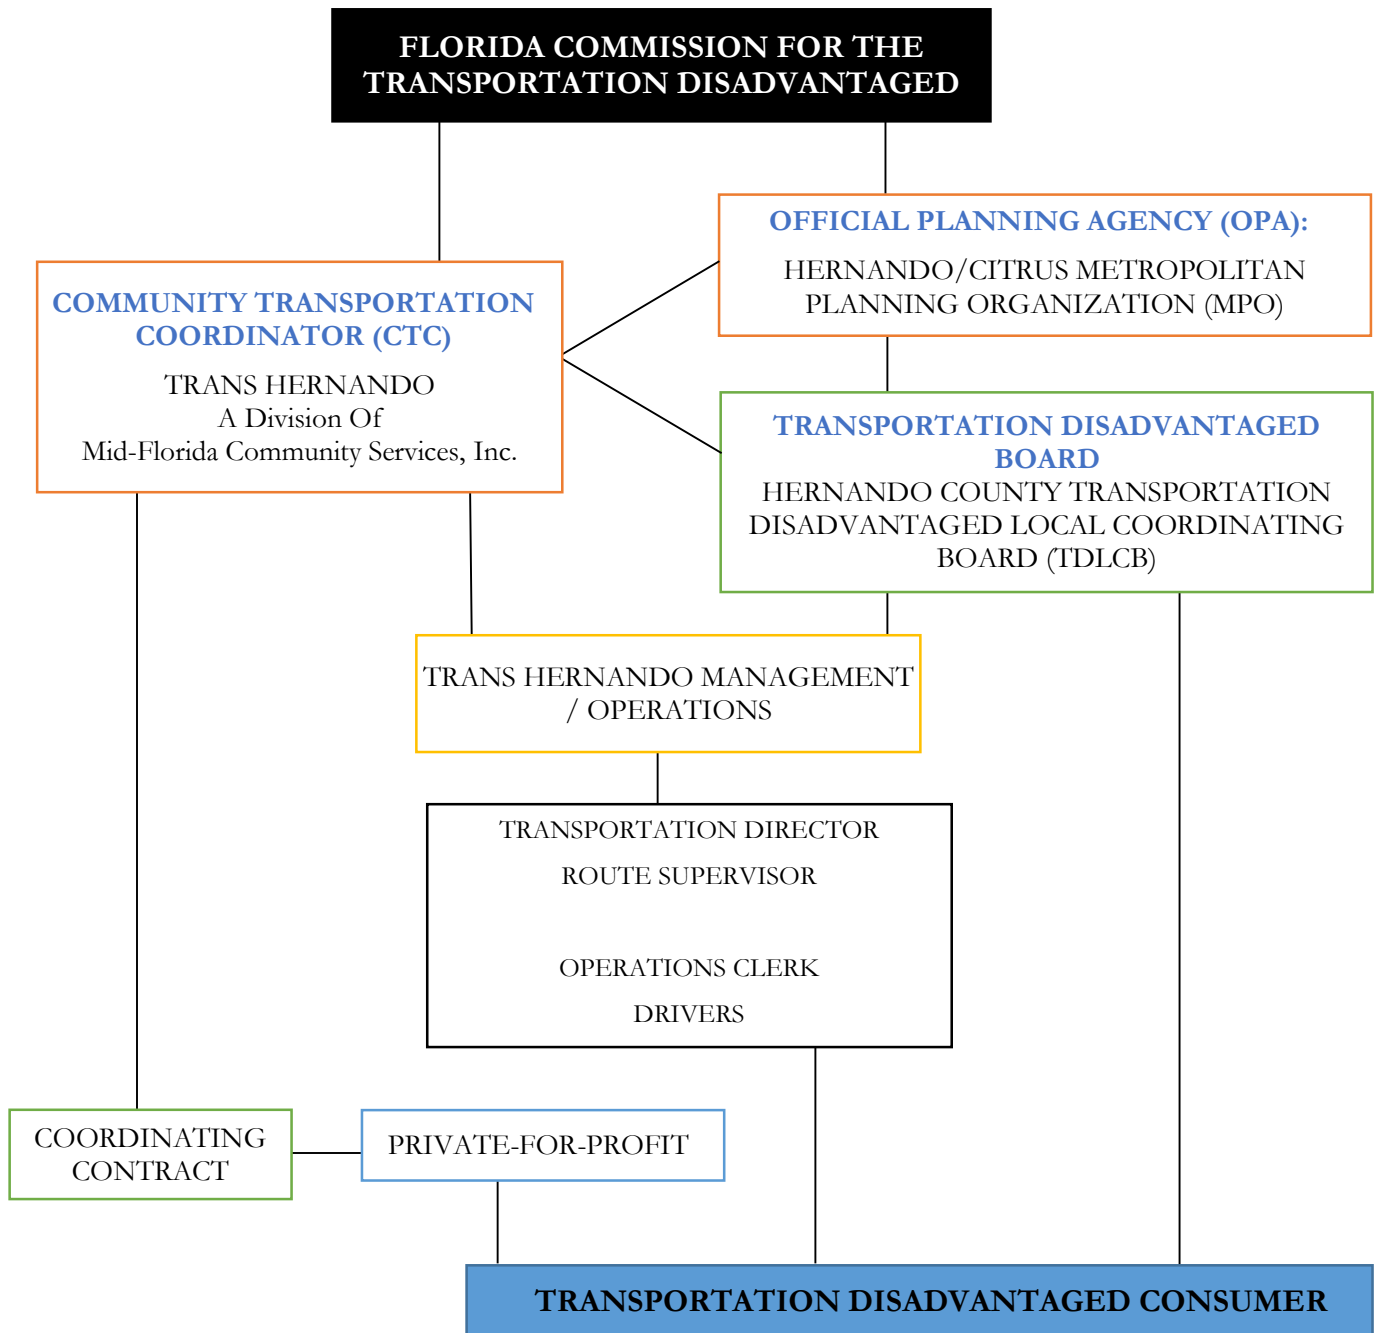 FLORIDA COMMISSION FOR THE
TRANSPORTATION DISADVANTAGED
OFFICIAL PLANNING AGENCY (OPA):
HERNANDO/CITRUS METROPOLITAN
PLANNING ORGANIZATION (MPO)
COMMUNITY TRANSPORTATION
COORDINATOR (CTC)
TRANS HERNANDO
A Division Of
Mid-Florida Community Services, Inc.
TRANSPORTATION DISADVANTAGED
BOARD
HERNANDO COUNTY TRANSPORTATION
DISADVANTAGED LOCAL COORDINATING
BOARD (TDLCB)
TRANS HERNANDO MANAGEMENT
/ OPERATIONS
TRANSPORTATION DIRECTOR
ROUTE SUPERVISOR
OPERATIONS CLERK
DRIVERS
COORDINATING
CONTRACT
PRIVATE-FOR-PROFIT
TRANSPORTATION DISADVANTAGED CONSUMER